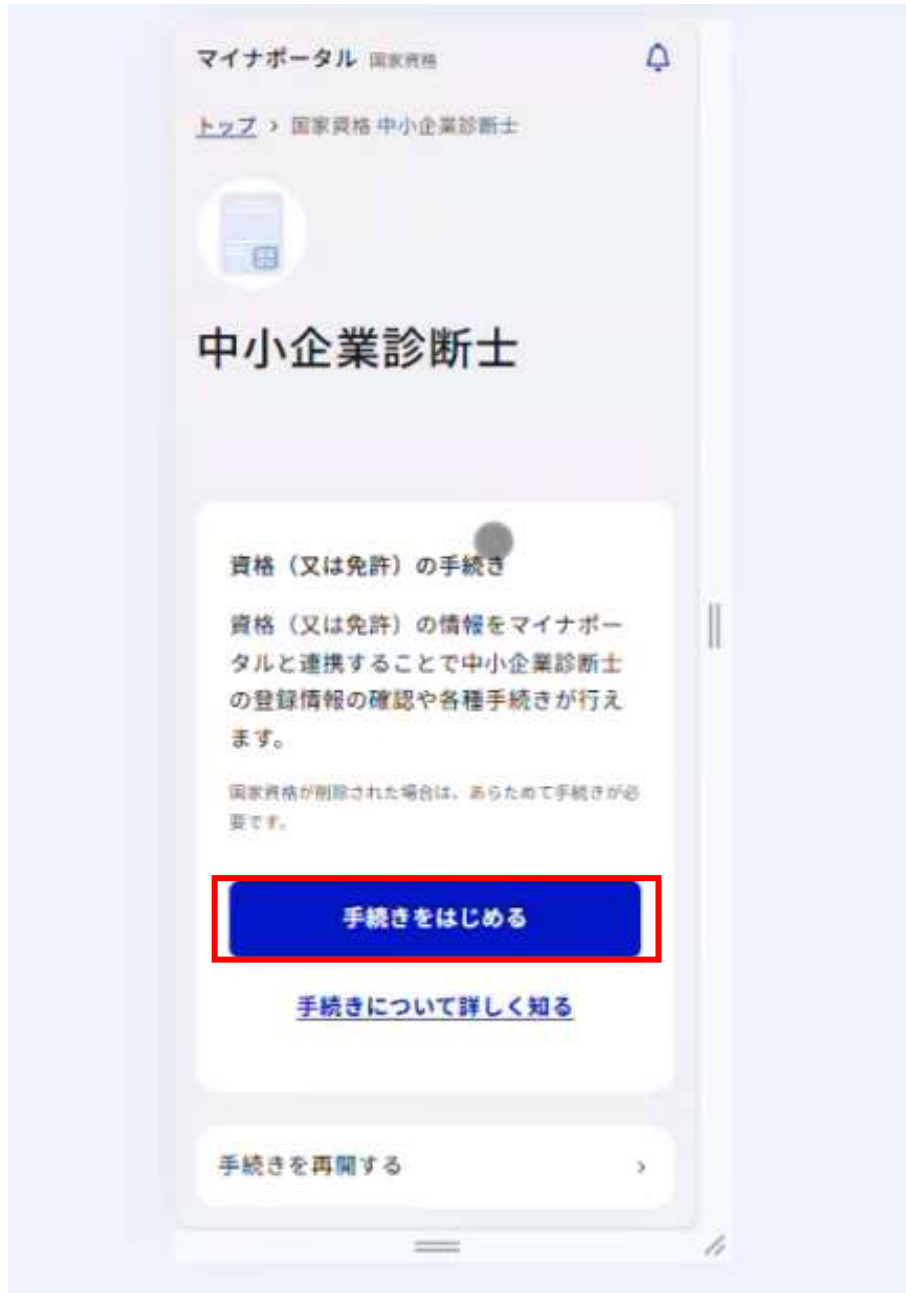 マイナポータル 国家資格
トップ › 国家資格 中小企業診断士
中小企業診断士
資格（又は免許）の手続き
資格（又は免許）の情報をマイナポー
タルと連携することで中小企業診断士
の登録情報の確認や各種手続きが行え
ます。
国家資格が削除された場合は、あらためて手続きが必
要です。
手続きをはじめる
手続きについて詳しく知る
手続きを再開する